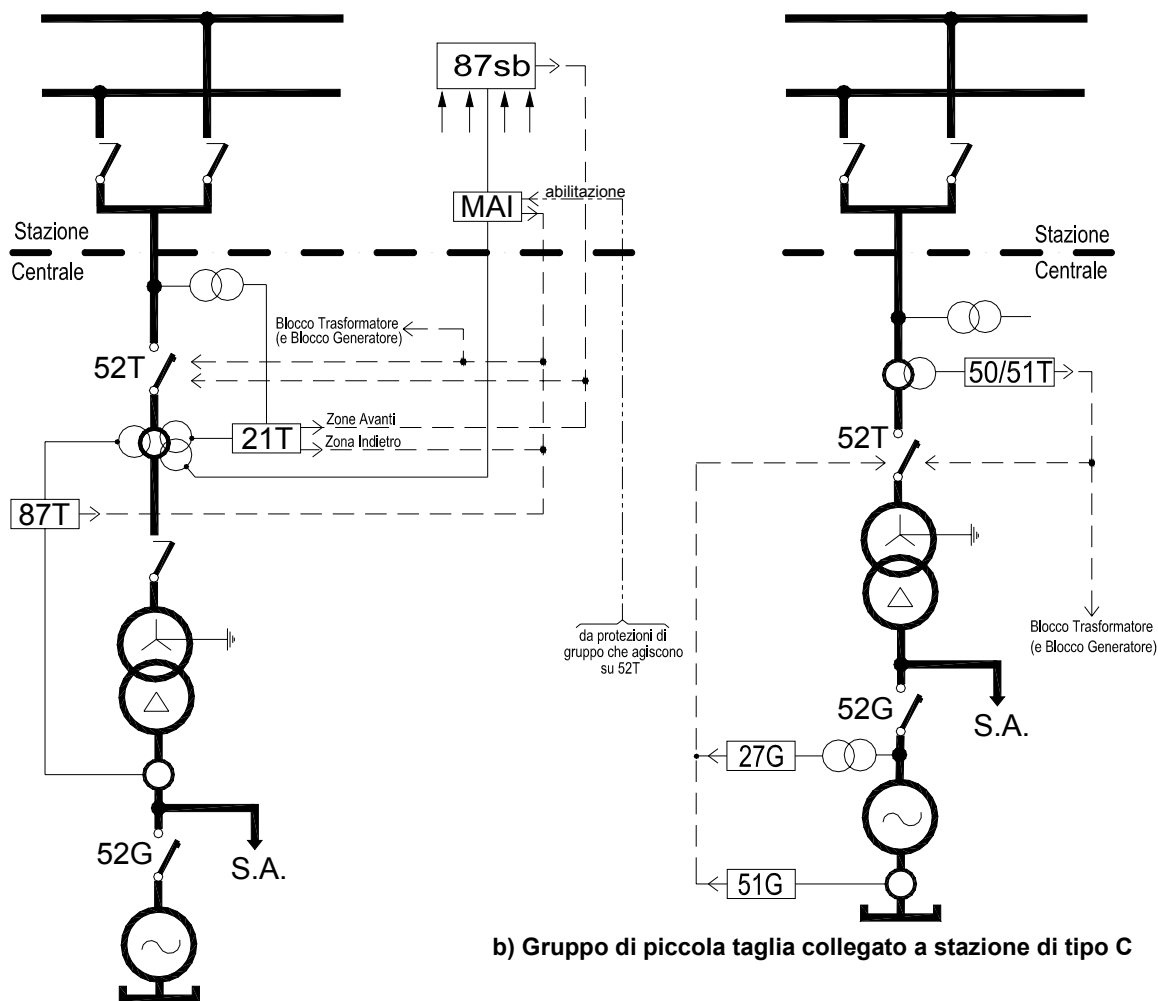 87sb
abilitazione
MAI
Stazione
Centrale
Blocco Trasformatore
(e Blocco Generatore)
52T
Zone Avanti
21T
Zona Indietro
87T
da protezioni di
gruppo che agiscono
su 52T
52G
S.A.
Stazione
Centrale
50/51T
52T
Blocco Trasformatore
(e Blocco Generatore)
52G
S.A.
27G
51G
b) Gruppo di piccola taglia collegato a stazione di tipo C